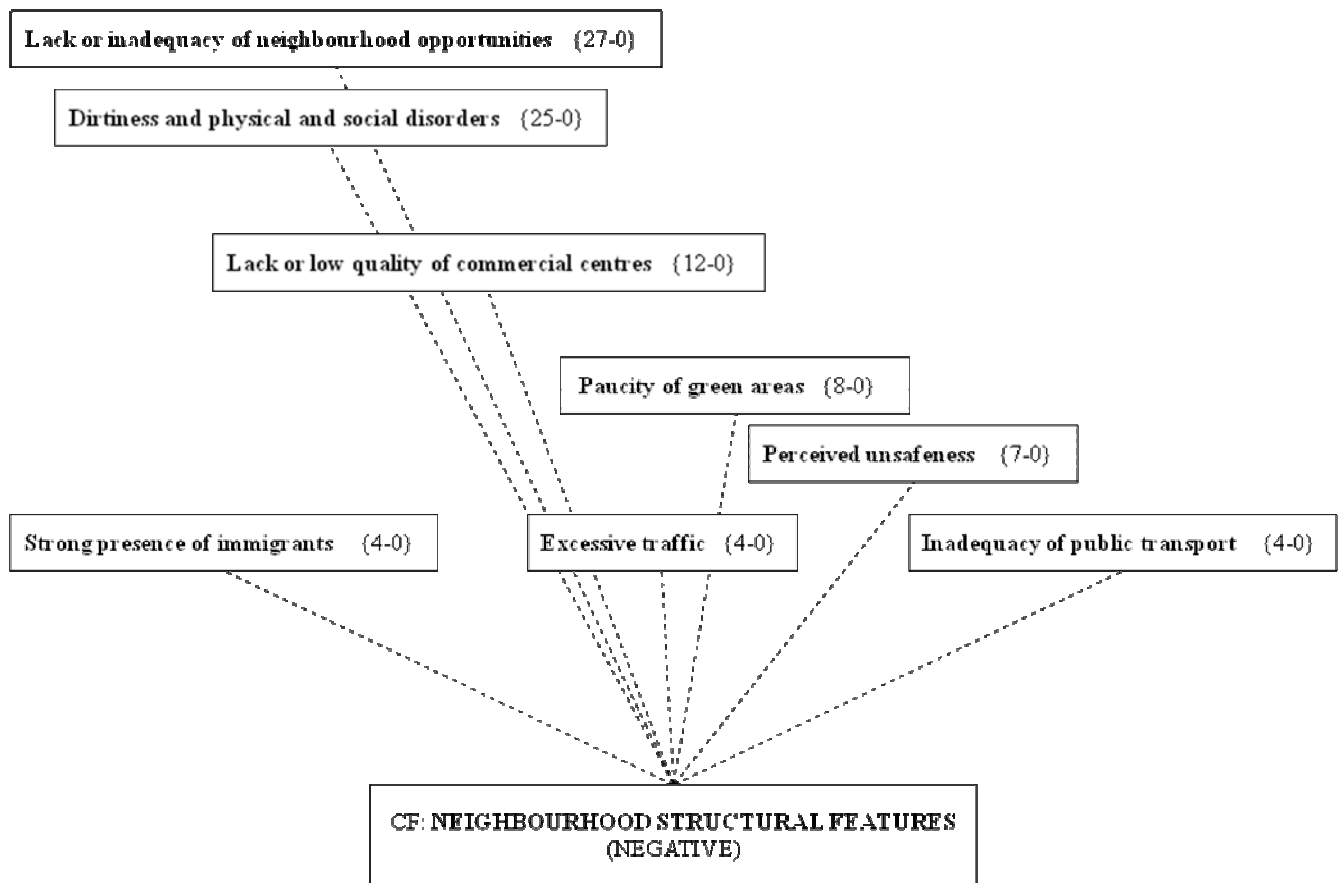 Lack or inadequacy of neighbourhood opportunities {27-0}
Dirtiness and physical and social disorders {25-0}
Lack or low quality of commercial centres {12-0}
Paucity of green areas {8-0}
Perceived unsafeness {7-0}
Strong presence of immigrants {4-0}
Excessive traffic {4-0}
Inadequacy of public transport {4-0}
CF: NEIGHBOURHOOD STRUCTURAL FEATURES
(NEGATIVE)